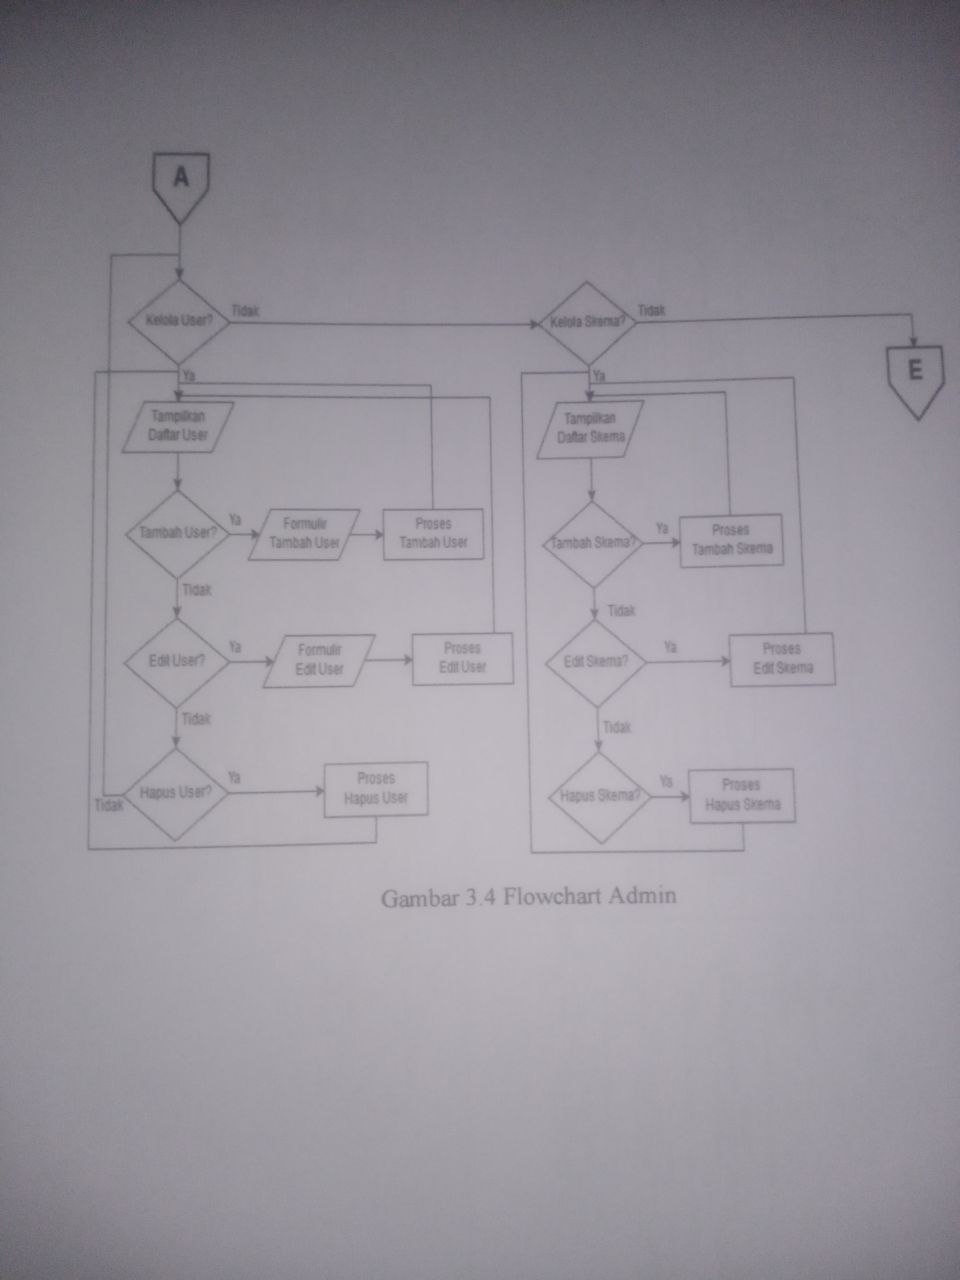 A
Kelola User?
Tidak
Kelola Skema?
Tidak
E
Ya
Tampilkan
Daftar User
Tambah User?
Ya
Formulir
Tambah User
Proses
Tambah User
Tidak
Edit User?
Ya
Formulir
Edit User
Proses
Edit User
Tidak
Hapus User?
Ya
Proses
Hapus User
Tidak
Ya
Tampilkan
Daftar Skema
Tambah Skema?
Ya
Proses
Tambah Skema
Tidak
Edit Skema?
Ya
Proses
Edit Skema
Tidak
Hapus Skema?
Ya
Proses
Hapus Skema
Gambar 3.4 Flowchart Admin